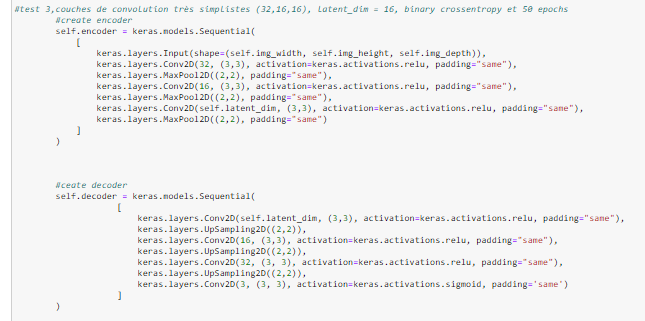 #test 3,couches de convolution très simplistes (32,16,16), latent_dim = 16, binary crossentropy et 50 epochs
#create encoder
self.encoder = keras.models.Sequential(
[
keras.layers.Input(shape=(self.img_width, self.img_height, self.img_depth)),
keras.layers.Conv2D(32, (3,3), activation=keras.activations.relu, padding="same"),
keras.layers.MaxPool2D((2,2), padding="same"),
keras.layers.Conv2D(16, (3,3), activation=keras.activations.relu, padding="same"),
keras.layers.MaxPool2D((2,2), padding="same"),
keras.layers.Conv2D(self.latent_dim, (3,3), activation=keras.activations.relu, padding="same"),
keras.layers.MaxPool2D((2,2), padding="same")
]
)
#ceate decoder
self.decoder = keras.models.Sequential(
[
keras.layers.Conv2D(self.latent_dim, (3,3), activation=keras.activations.relu, padding="same"),
keras.layers.UpSampling2D((2,2)),
keras.layers.Conv2D(16, (3,3), activation=keras.activations.relu, padding="same"),
keras.layers.UpSampling2D((2,2)),
keras.layers.Conv2D(32, (3, 3), activation=keras.activations.relu, padding="same"),
keras.layers.UpSampling2D((2,2)),
keras.layers.Conv2D(3, (3, 3), activation=keras.activations.sigmoid, padding='same')
]
)